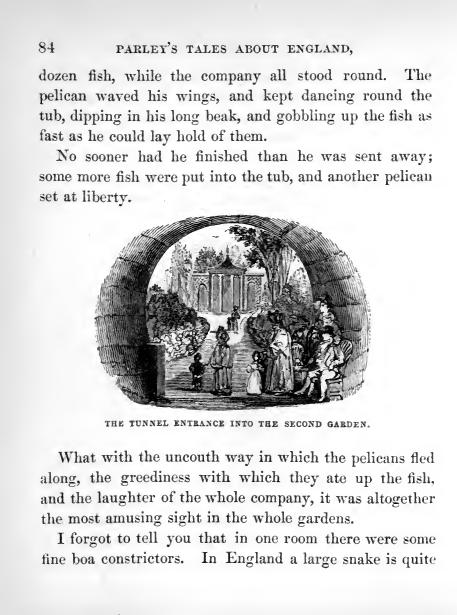 84 PARLEY'S TALES ABOUT ENGLAND,
dozen fish, while the company all stood round. The
pelican waved his wings, and kept dancing round the
tub, dipping in his long beak, and gobbling up the fish as
fast as he could lay hold of them.
No sooner had he finished than he was sent away;
some more fish were put into the tub, and another pelican
set at liberty.
THE TUNNEL ENTRANCE INTO THE SECOND GARDEN.
What with the uncouth way in which the pelicans fled
along, the greediness with which they ate up the fish,
and the laughter of the whole company, it was altogether
the most amusing sight in the whole gardens.
I forgot to tell you that in one room there were some
fine boa constrictors. In England a large snake is quite